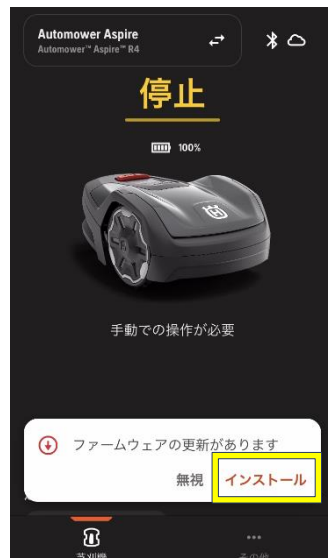 Automower Aspire
Automower™ Aspire™ R4
停止
100%
手動での操作が必要
ファームウェアの更新があります
無視 インストール
芝刈機 その他